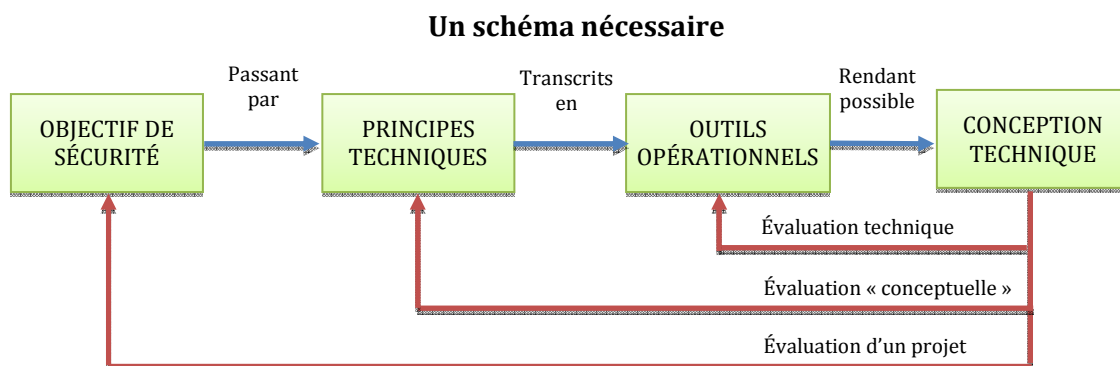 Un schéma nécessaire
Passant
par
Transcrits
en
Rendant
possible
OBJECTIF DE
SÉCURITÉ
PRINCIPES
TECHNIQUES
OUTILS
OPÉRATIONNELS
CONCEPTION
TECHNIQUE
Évaluation technique
Évaluation « conceptuelle »
Évaluation d'un projet